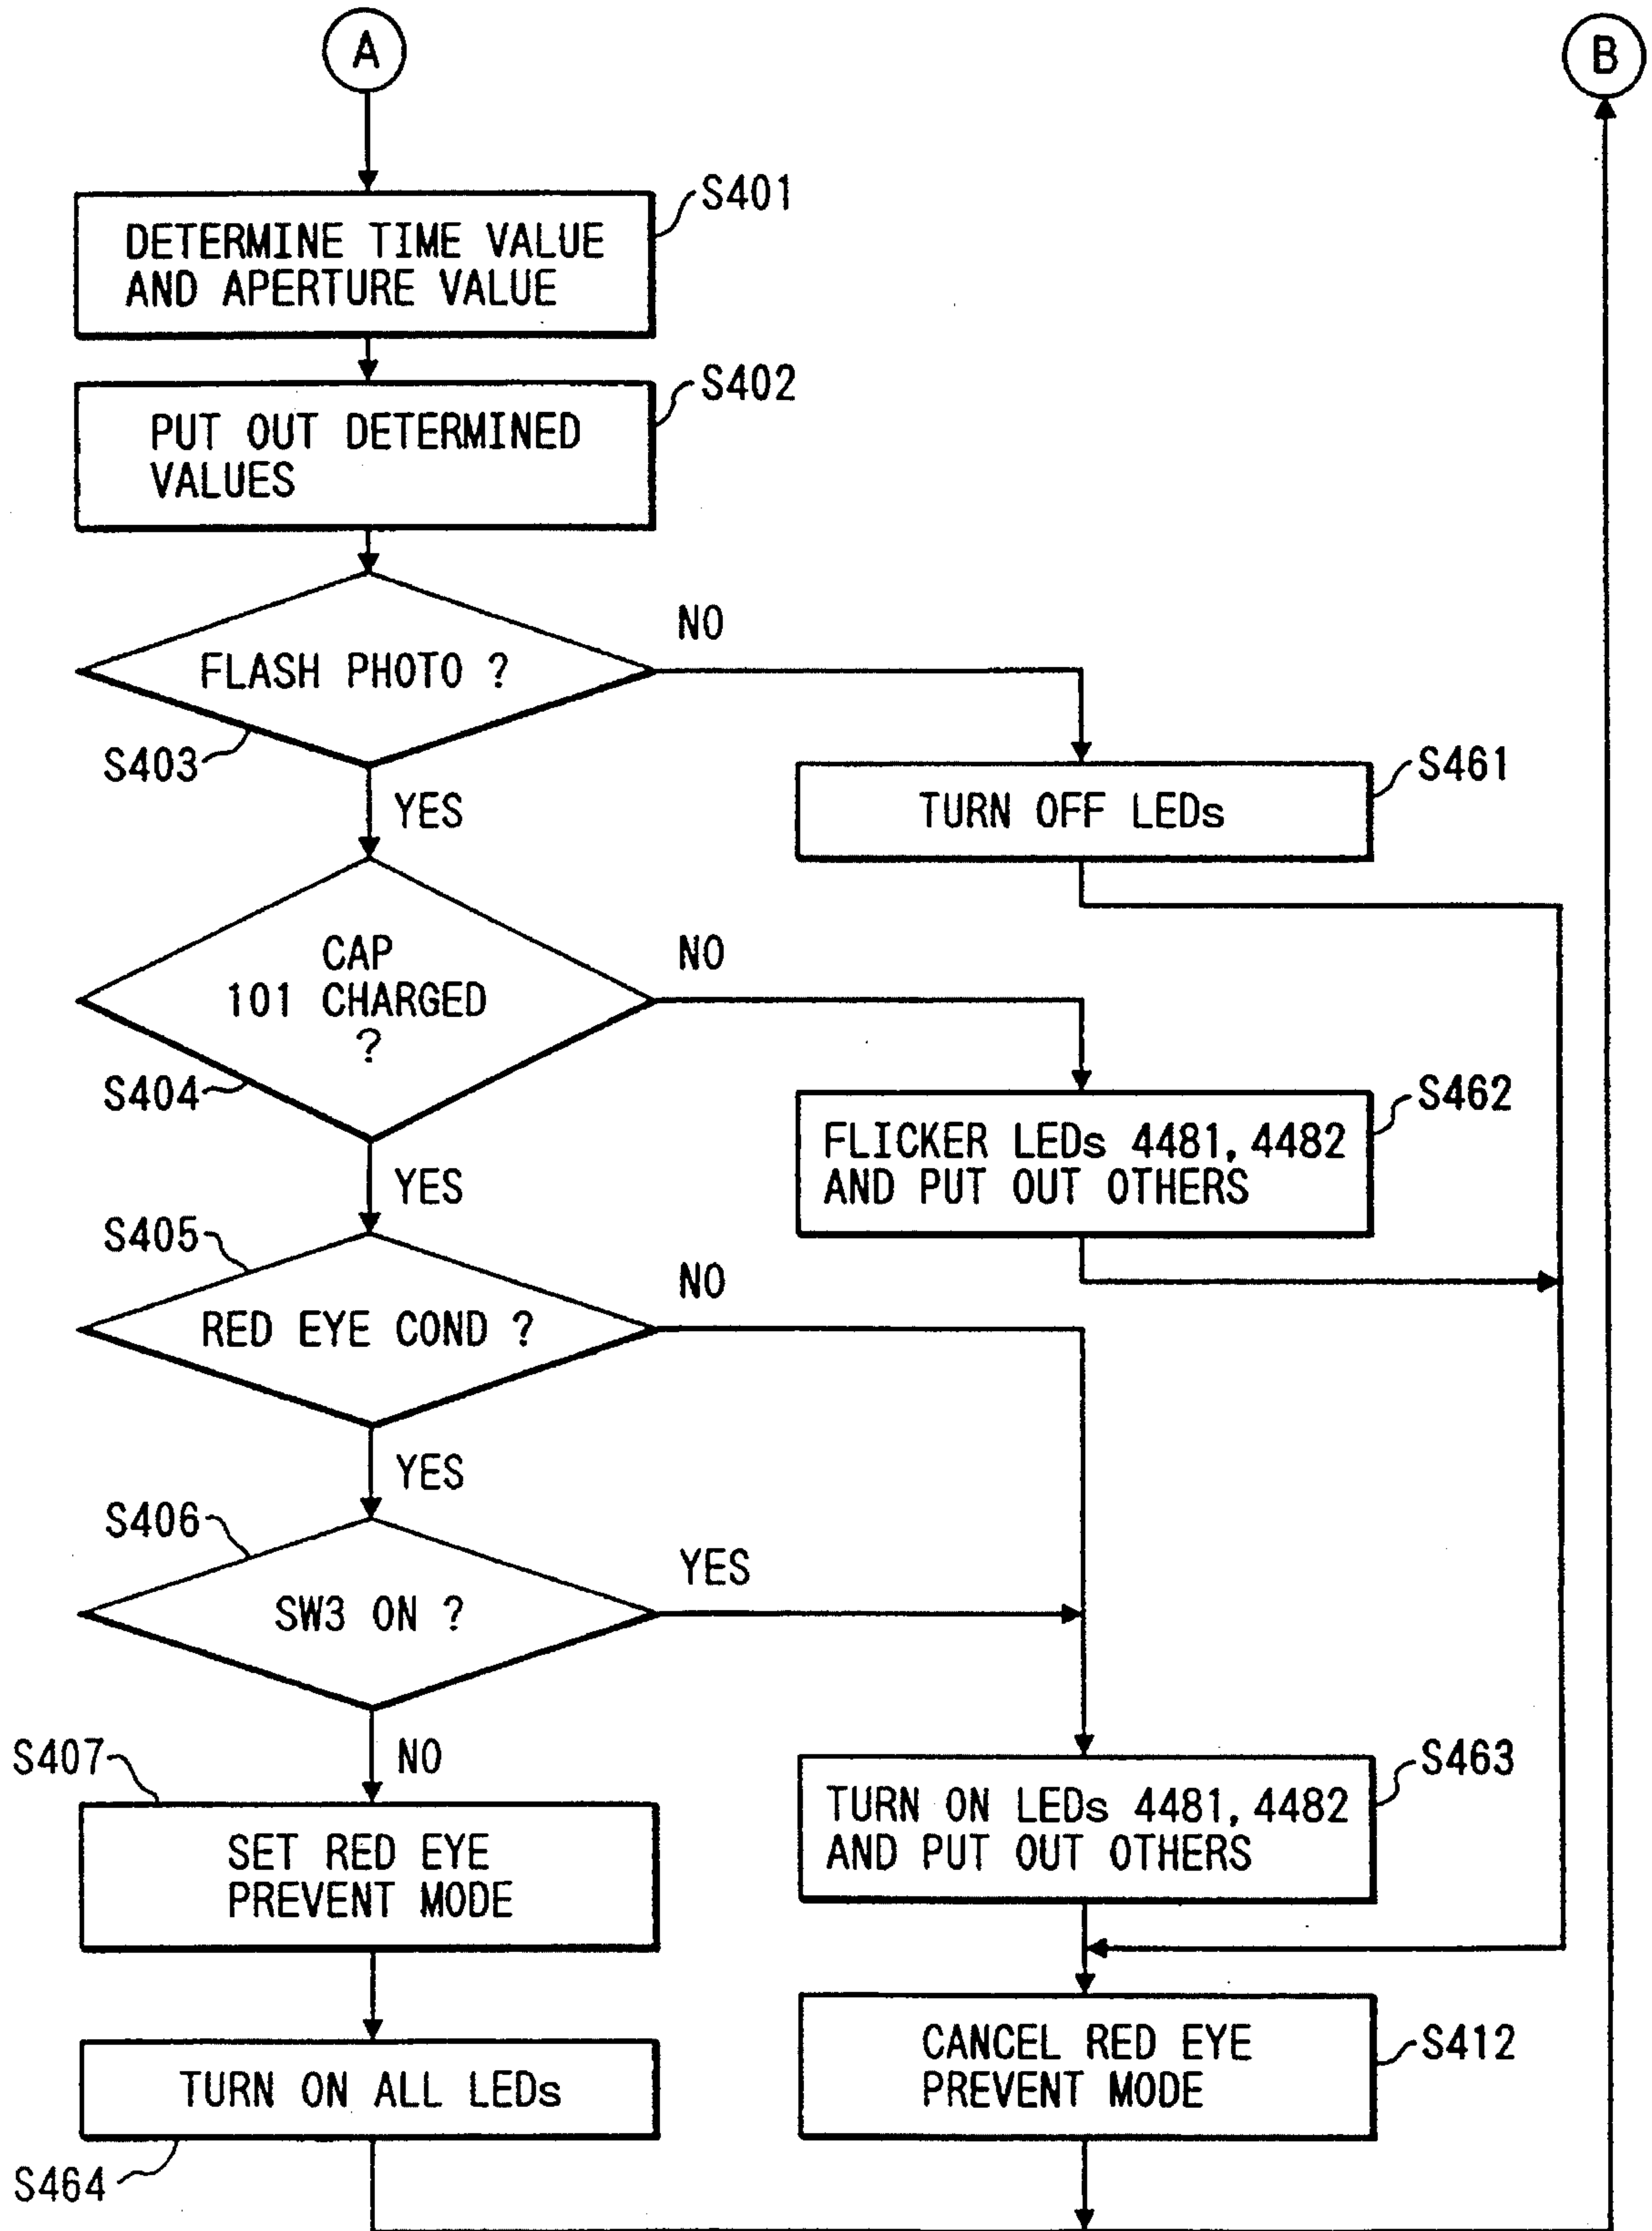 A
B
S401
DETERMINE TIME VALUE
AND APERTURE VALUE
S402
PUT OUT DETERMINED
VALUES
NO
FLASH PHOTO ?
S403
YES
S461
TURN OFF LEDs
CAP
101 CHARGED
?
NO
S404
YES
S462
FLICKER LEDs 4481, 4482
AND PUT OUT OTHERS
S405
NO
RED EYE COND ?
YES
S406
YES
SW3 ON ?
NO
S407
SET RED EYE
PREVENT MODE
S463
TURN ON LEDs 4481, 4482
AND PUT OUT OTHERS
TURN ON ALL LEDs
S464
CANCEL RED EYE
PREVENT MODE
S412